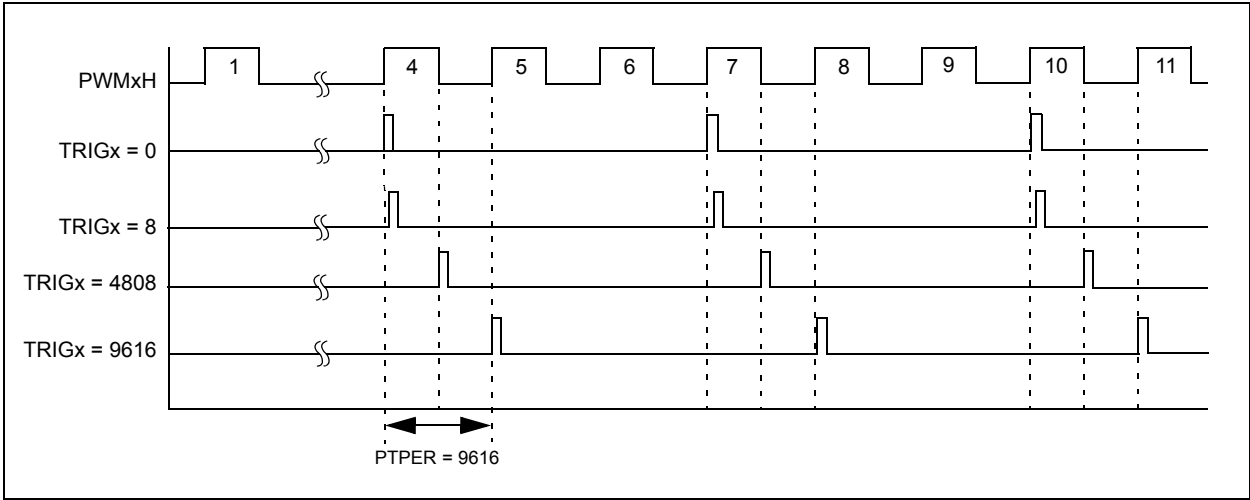 PWMxH
1
4
5
6
7
8
9
10
11
TRIGx = 0
TRIGx = 8
TRIGx = 4808
TRIGx = 9616
PTPER = 9616